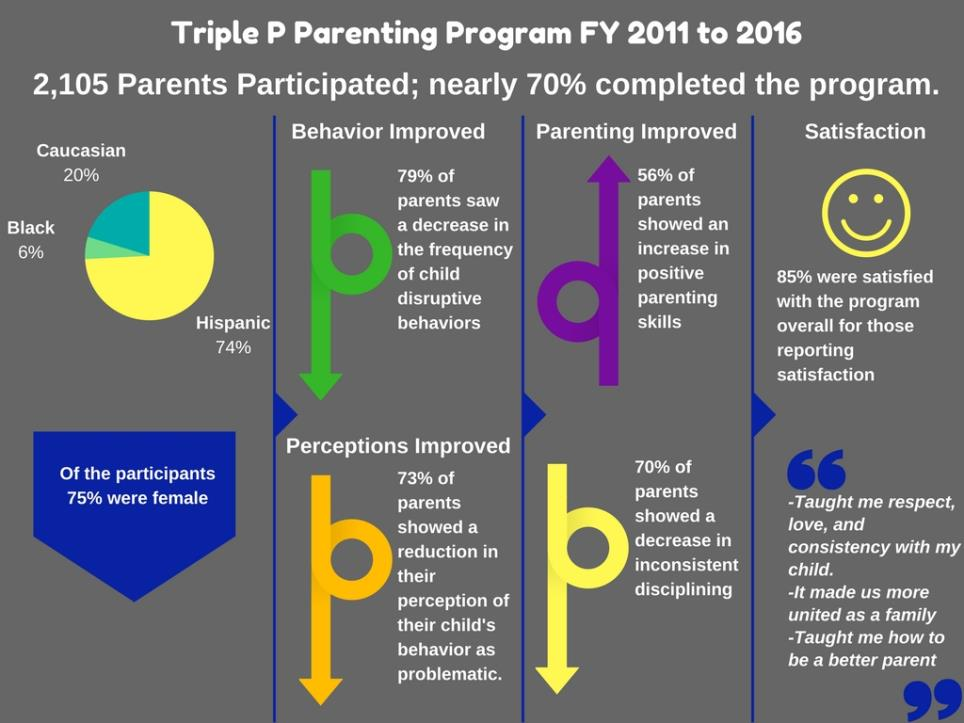 Triple P Parenting Program FY 2011 to 2016
2,105 Parents Participated; nearly 70% completed the program.
Caucasian
20%
Black
6%
Hispanic
74%
Of the participants
75% were female
Behavior Improved
79% of
parents saw
a decrease in
the frequency
of child
disruptive
behaviors
Perceptions Improved
73% of
parents
showed a
reduction in
their
perception of
their child's
behavior as
problematic.
Parenting Improved
56% of
parents
showed an
increase in
positive
parenting
skills
70% of
parents
showed a
decrease in
inconsistent
disciplining
Satisfaction
85% were satisfied
with the program
overall for those
reporting
satisfaction
“
-Taught me respect,
love, and
consistency with my
child.
-It made us more
united as a family
-Taught me how to
be a better parent
”